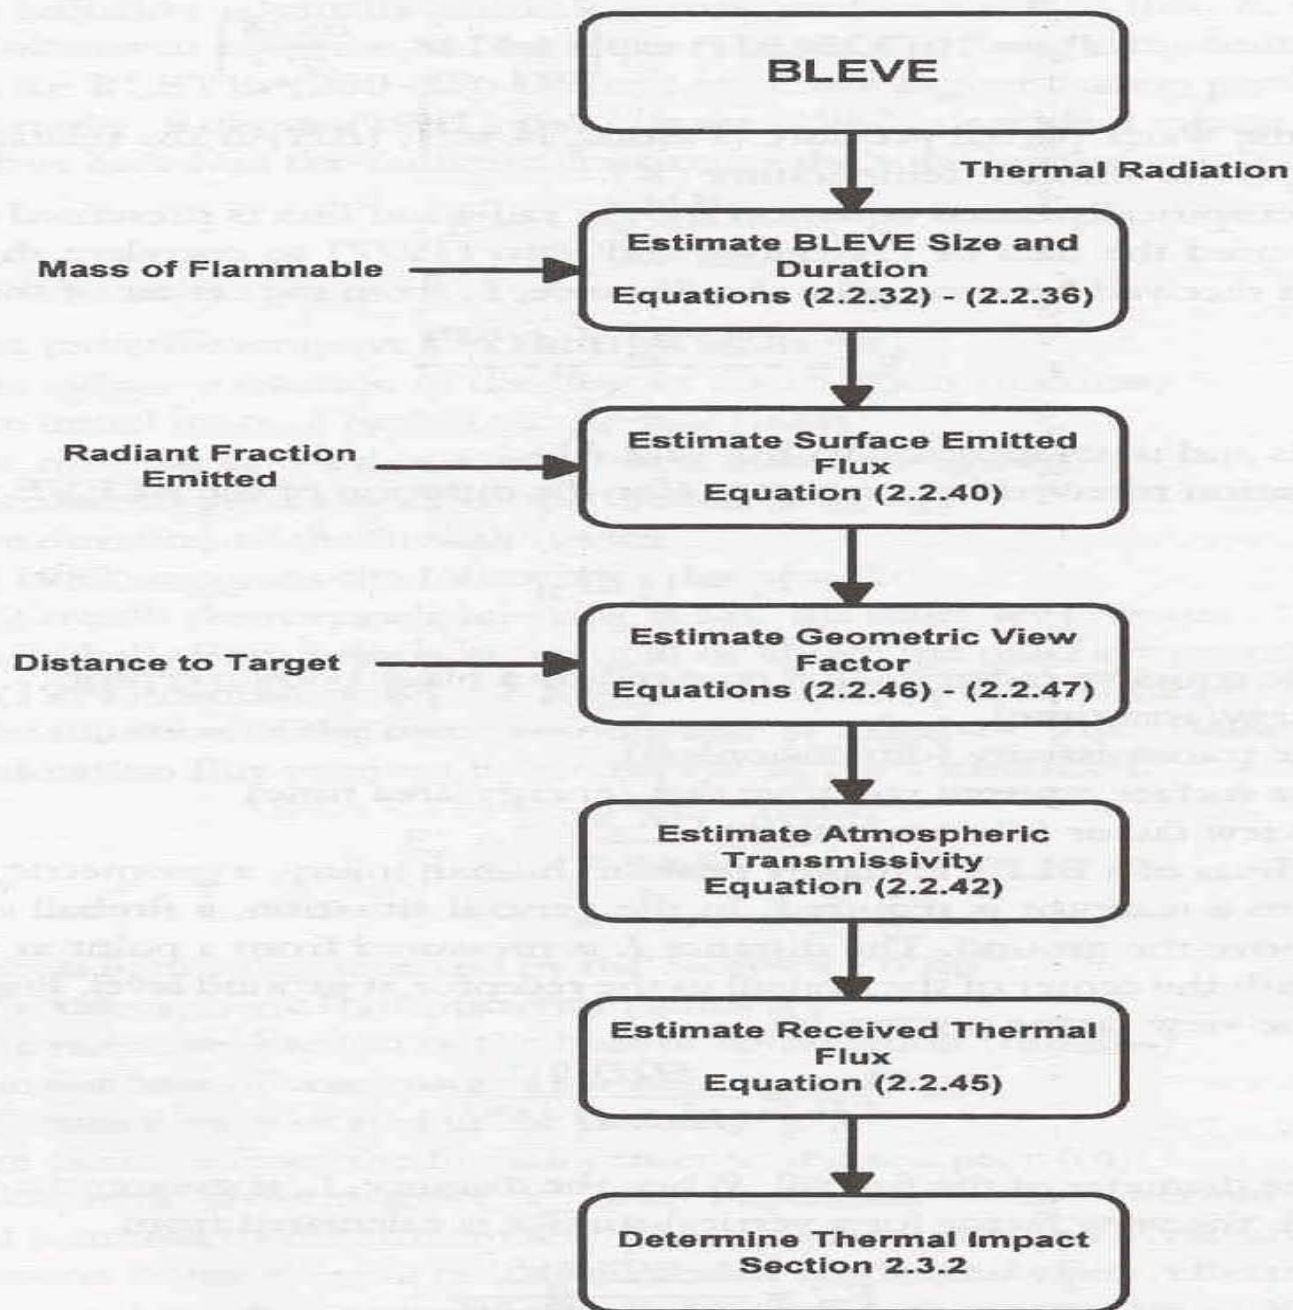 BLEVE
Thermal Radiation
Mass of Flammable
Estimate BLEVE Size and
Duration
Equations (2.2.32) - (2.2.36)
Radiant Fraction
Emitted
Estimate Surface Emitted
Flux
Equation (2.2.40)
Distance to Target
Estimate Geometric View
Factor
Equations (2.2.46) - (2.2.47)
Estimate Atmospheric
Transmissivity
Equation (2.2.42)
Estimate Received Thermal
Flux
Equation (2.2.45)
Determine Thermal Impact
Section 2.3.2